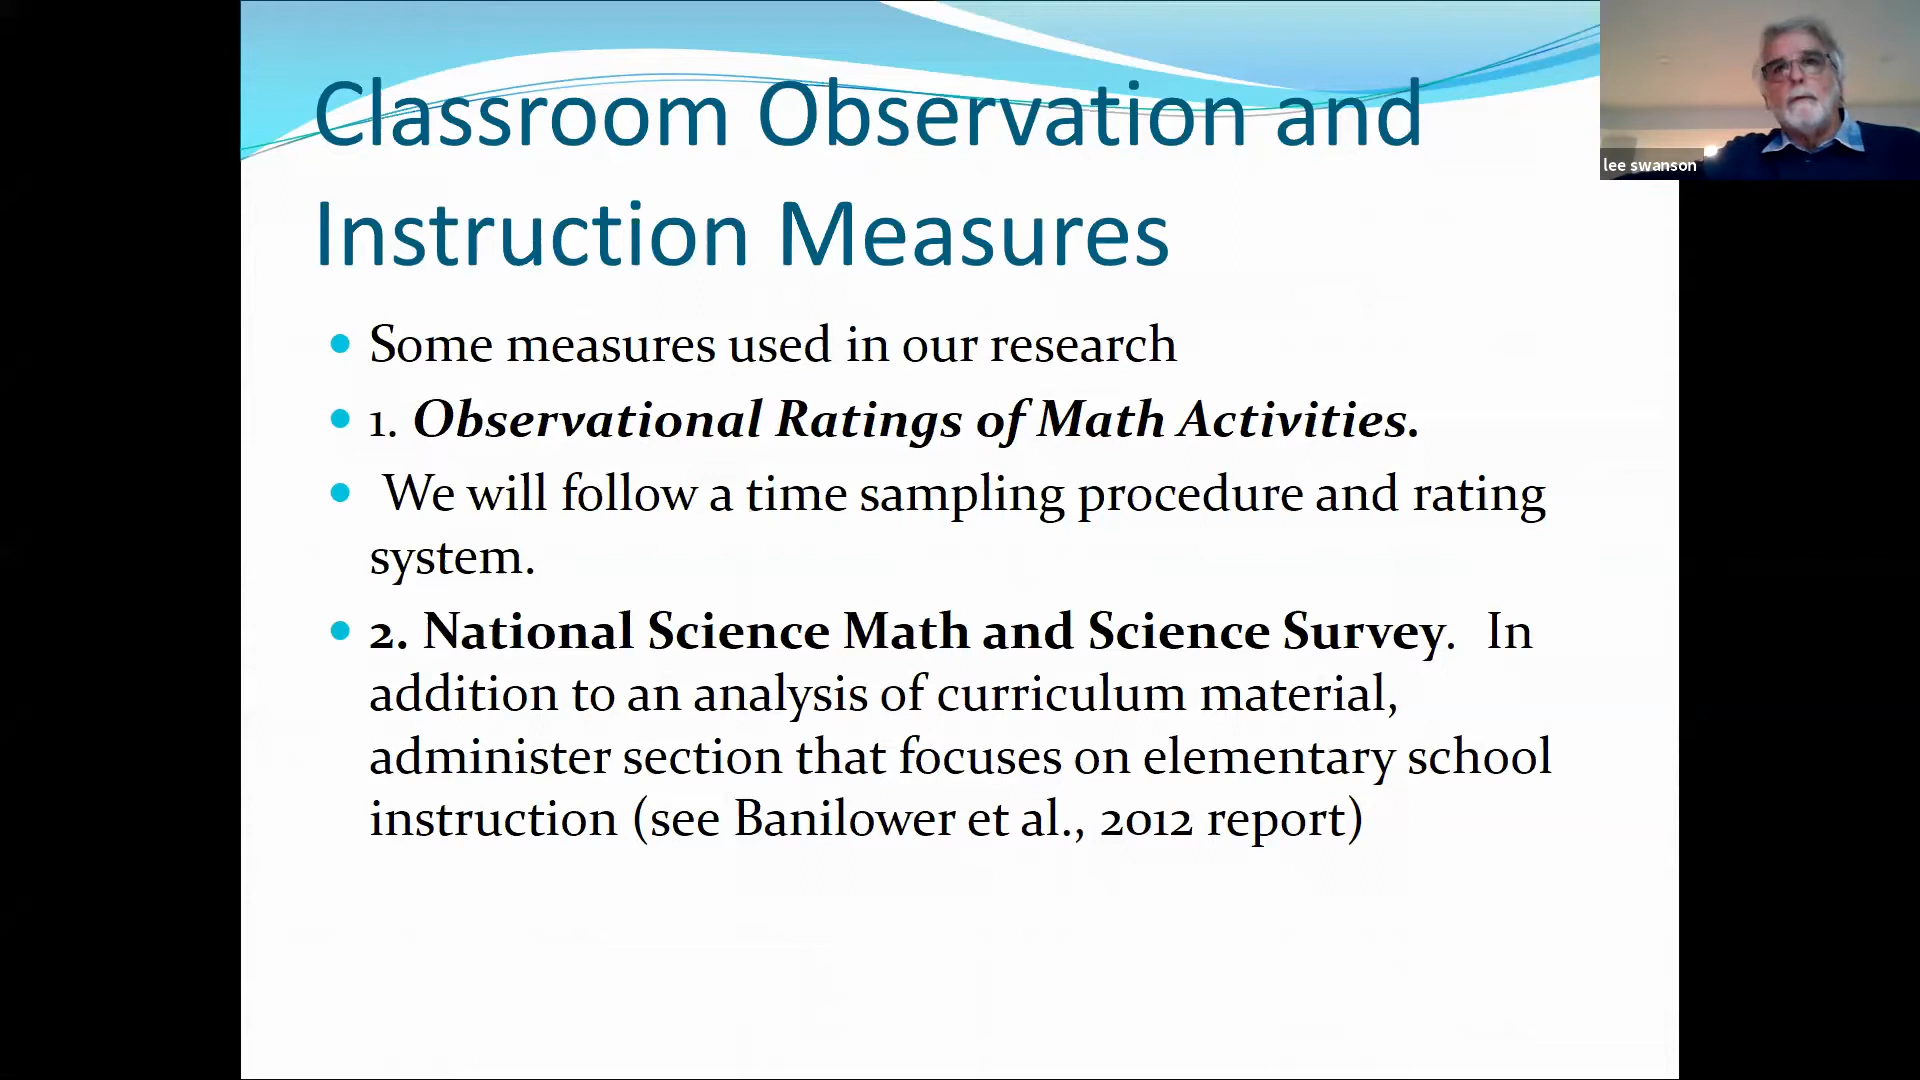 Classroom Observation and
Instruction Measures
lee swanson
• Some measures used in our research
• 1. Observational Ratings of Math Activities.
• We will follow a time sampling procedure and rating
system.
• 2. National Science Math and Science Survey. In
addition to an analysis of curriculum material,
administer section that focuses on elementary school
instruction (see Banilower et al., 2012 report)